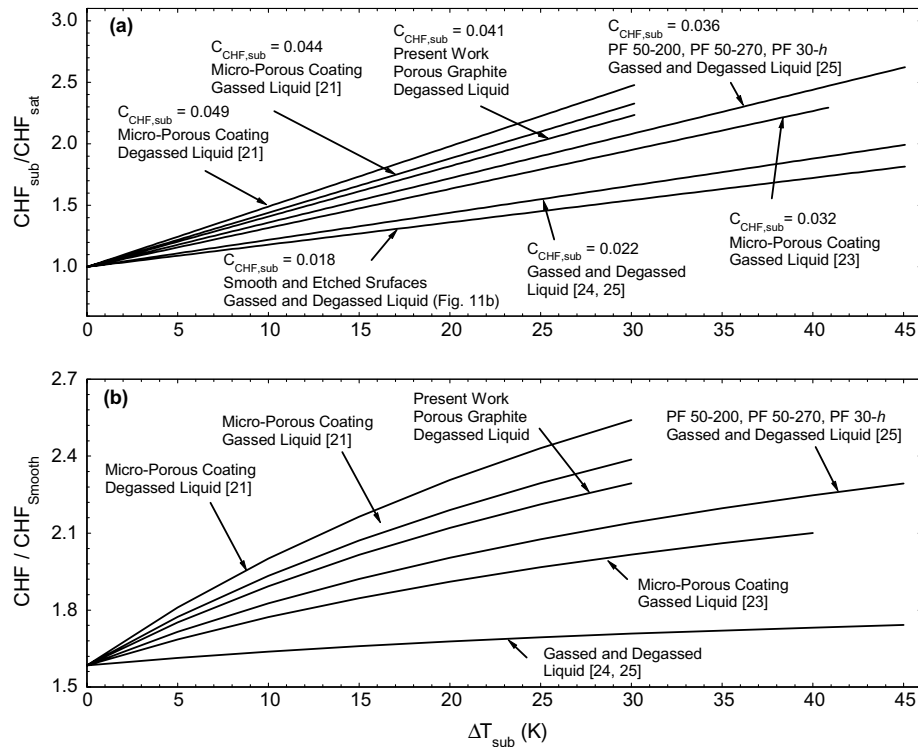 (a)
C_CHF,sub = 0.044
Micro-Porous Coating
Gassed Liquid [21]
C_CHF,sub = 0.041
Present Work
Porous Graphite
Degassed Liquid
C_CHF,sub = 0.036
PF 50-200, PF 50-270, PF 30-h
Gassed and Degassed Liquid [25]
C_CHF,sub = 0.049
Micro-Porous Coating
Degassed Liquid [21]
C_CHF,sub = 0.018
Smooth and Etched Srufaces
Gassed and Degassed Liquid (Fig. 11b)
C_CHF,sub = 0.022
Gassed and Degassed
Liquid [24, 25]
C_CHF,sub = 0.032
Micro-Porous Coating
Gassed Liquid [23]
CHF_sub/CHF_sat
3.0
2.5
2.0
1.5
1.0
0 5 10 15 20 25 30 35 40 45
(b)
Micro-Porous Coating
Gassed Liquid [21]
Present Work
Porous Graphite
Degassed Liquid
PF 50-200, PF 50-270, PF 30-h
Gassed and Degassed Liquid [25]
Micro-Porous Coating
Degassed Liquid [21]
Micro-Porous Coating
Gassed Liquid [23]
Gassed and Degassed
Liquid [24, 25]
CHF / CHF_Smooth
2.7
2.4
2.1
1.8
1.5
0 5 10 15 20 25 30 35 40 45
ΔT_sub (K)